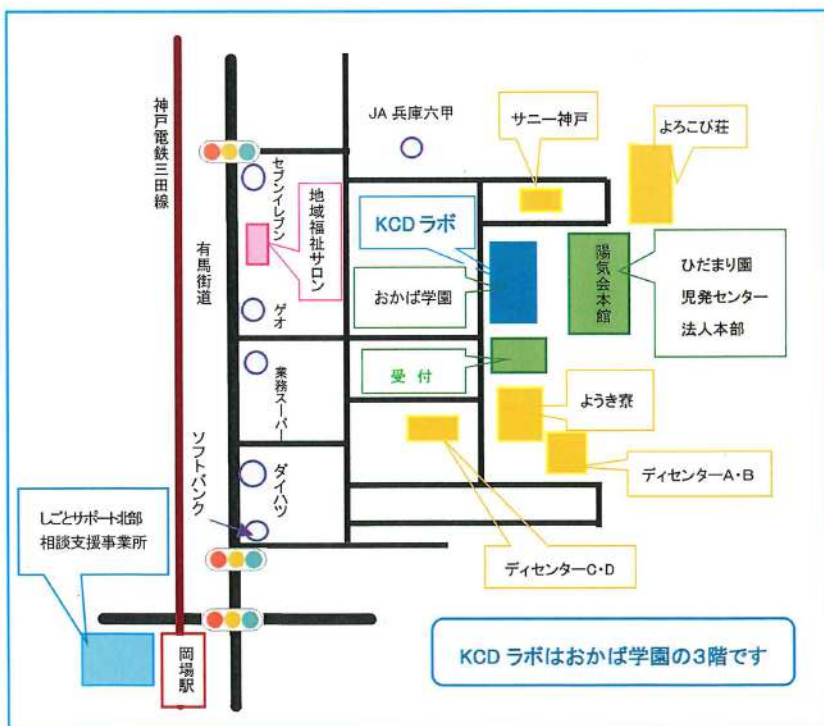 神戸電鉄三田線
有馬街道
セブンイレブン
地域福祉サロン
ゲオ
業務スーパー
ソフトバンク
ダイハツ
JA 兵庫六甲
サニー神戸
よろこび荘
KCD ラボ
おかば学園
陽気会本館
ひだまり園
児発センター
法人本部
受 付
ようき寮
ディセンターA・B
ディセンターC・D
しごとサポート北部
相談支援事業所
岡場駅
KCD ラボはおかば学園の3階です